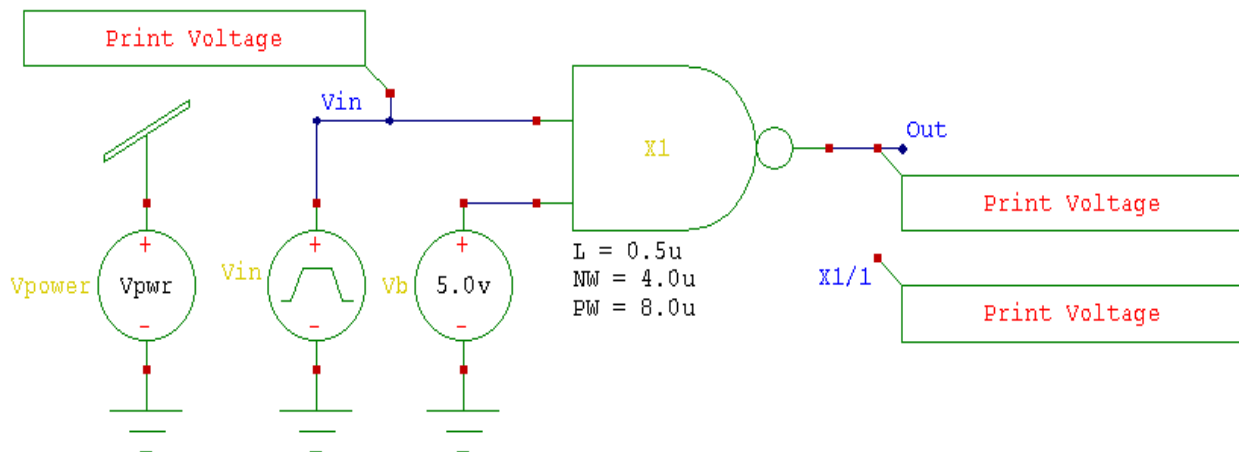 Print Voltage
Vin
X1
Out
Print Voltage
Vpower
+
Vpwr
-
Vin
+
-
Vb
+
5.0v
-
L = 0.5u
NW = 4.0u
PW = 8.0u
X1/1
Print Voltage